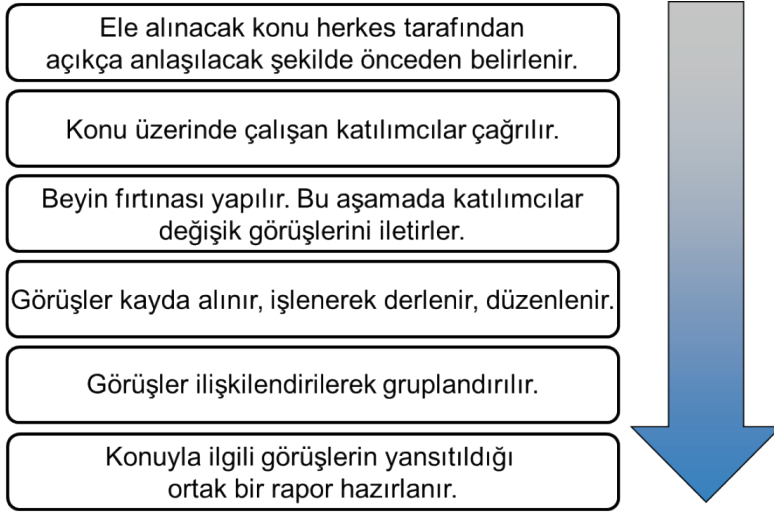 Ele alınacak konu herkes tarafından
açıkça anlaşılacak şekilde önceden belirlenir.
Konu üzerinde çalışan katılımcılar çağrılır.
Beyin fırtınası yapılır. Bu aşamada katılımcılar
değişik görüşlerini iletirler.
Görüşler kayda alınır, işlenerek derlenir, düzenlenir.
Görüşler ilişkilendirilerek gruplandırılır.
Konuyla ilgili görüşlerin yansıtıldığı
ortak bir rapor hazırlanır.